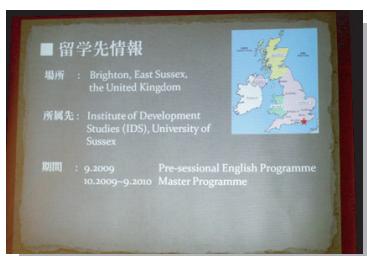 ■ 留学先情報
場所 : Brighton, East Sussex,
the United Kingdom
所属先 : Institute of Development
Studies (IDS), University of
Sussex
期間 : 9.2009 Pre-sessional English Programme
10.2009~9.2010 Master Programme